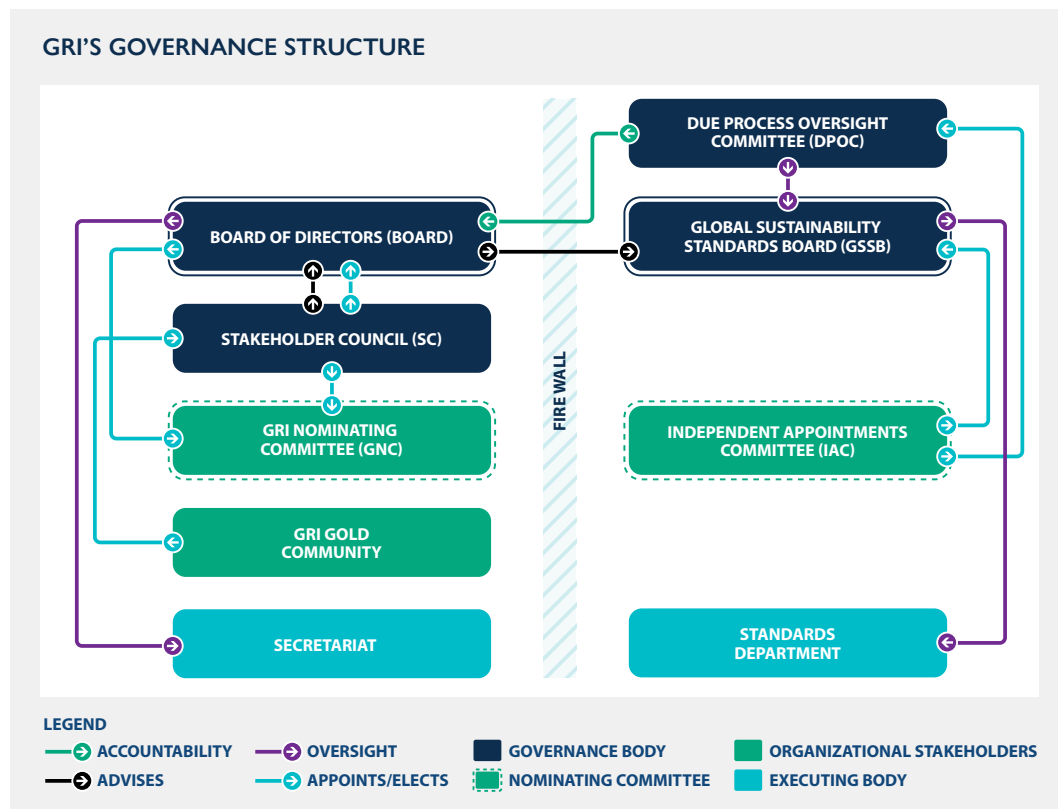 GRI'S GOVERNANCE STRUCTURE
DUE PROCESS OVERSIGHT
COMMITTEE (DPOC)
BOARD OF DIRECTORS (BOARD)
GLOBAL SUSTAINABILITY
STANDARDS BOARD (GSSB)
STAKEHOLDER COUNCIL (SC)
FIREWALL
GRI NOMINATING
COMMITTEE (GNC)
INDEPENDENT APPOINTMENTS
COMMITTEE (IAC)
GRI GOLD
COMMUNITY
SECRETARIAT
STANDARDS
DEPARTMENT
LEGEND
ACCOUNTABILITY
OVERSIGHT
GOVERNANCE BODY
ORGANIZATIONAL STAKEHOLDERS
ADVISES
APPOINTS/ELECTS
NOMINATING COMMITTEE
EXECUTING BODY